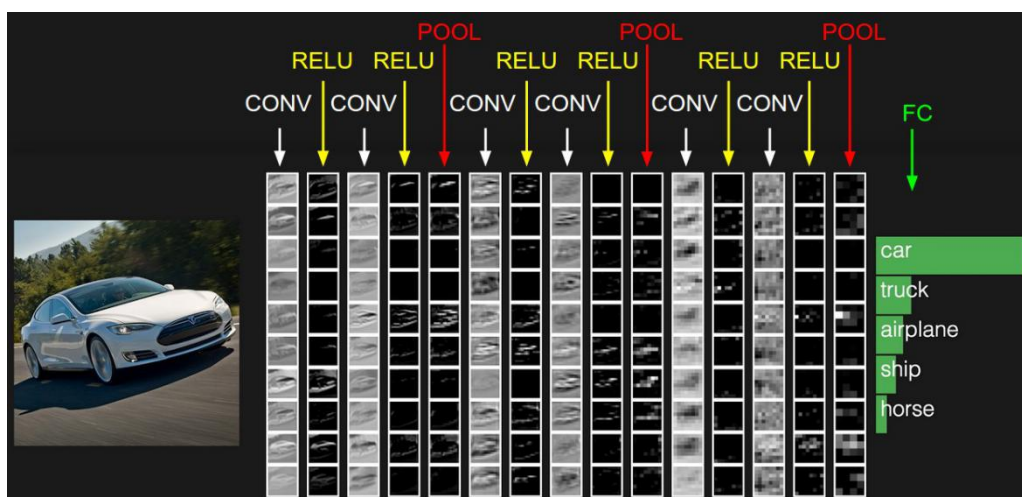 POOL POOL POOL
RELU RELU RELU RELU RELU RELU
CONV CONV CONV CONV CONV CONV
FC
car
truck
airplane
ship
horse